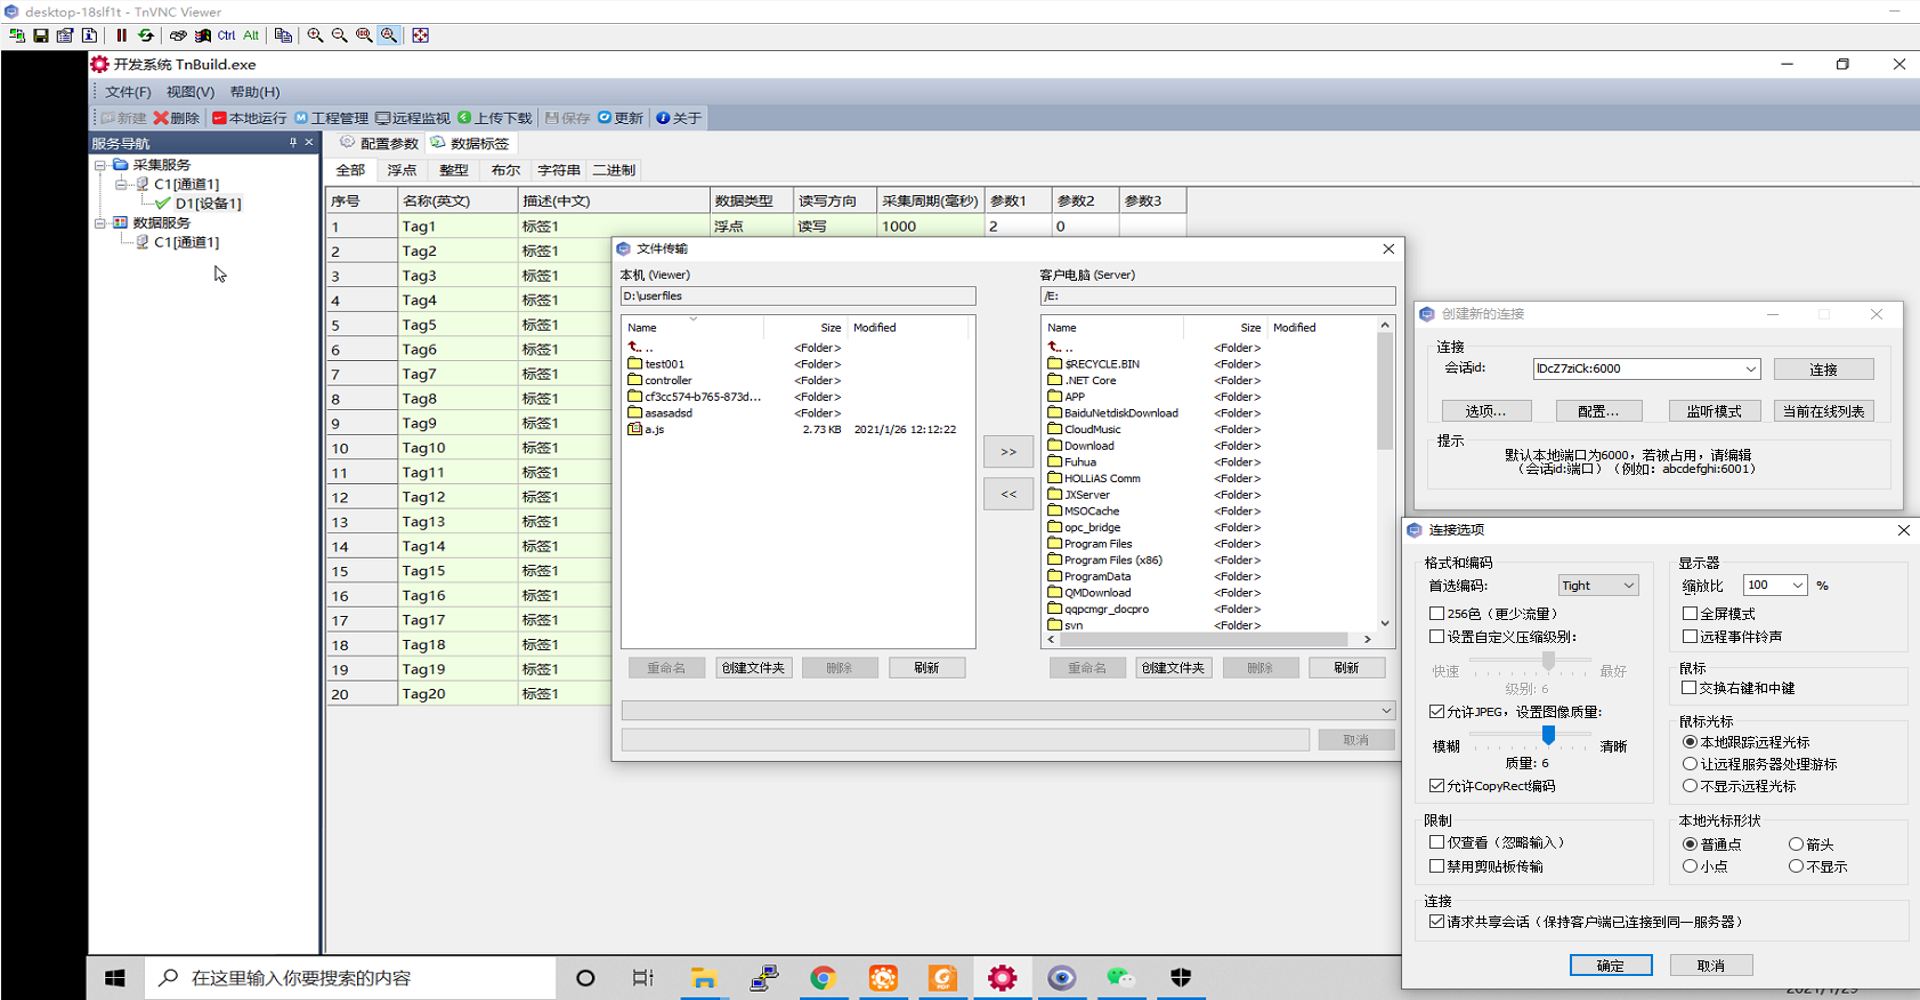 desktop-18slf1t - TnVNC Viewer
Ctrl Alt
开发系统 TnBuild.exe
文件(F) 视图(V) 帮助(H)
新建 删除 本地运行 工程管理 远程监视 上传下载 保存 更新 关于
服务导航
采集服务
C1[通道1]
D1[设备1]
数据服务
C1[通道1]
配置参数 数据标签
全部 浮点 整型 布尔 字符串 二进制
序号 名称(英文) 描述(中文) 数据类型 读写方向 采集周期(毫秒) 参数1 参数2 参数3
1 Tag1 标签1 浮点 读写 1000 2 0
2 Tag2 标签1
3 Tag3 标签1
4 Tag4 标签1
5 Tag5 标签1
6 Tag6 标签1
7 Tag7 标签1
8 Tag8 标签1
9 Tag9 标签1
10 Tag10 标签1
11 Tag11 标签1
12 Tag12 标签1
13 Tag13 标签1
14 Tag14 标签1
15 Tag15 标签1
16 Tag16 标签1
17 Tag17 标签1
18 Tag18 标签1
19 Tag19 标签1
20 Tag20 标签1
文件传输
本机 (Viewer)
D:\userfiles
Name Size Modified
.. <Folder>
test001 <Folder>
controller <Folder>
cf3cc574-b765-873d... <Folder>
asasadsd <Folder>
a.js 2.73 KB 2021/1/26 12:12:22
重命名 创建文件夹 删除 刷新
>>
<<
客户电脑 (Server)
/E:
Name Size Modified
.. <Folder>
$RECYCLE.BIN <Folder>
.NET Core <Folder>
APP <Folder>
BaiduNetdiskDownload <Folder>
CloudMusic <Folder>
Download <Folder>
Fuhua <Folder>
HOLLiAS Comm <Folder>
JXServer <Folder>
MSOCache <Folder>
opc_bridge <Folder>
Program Files <Folder>
Program Files (x86) <Folder>
ProgramData <Folder>
QMDownload <Folder>
qqpcmgr_docpro <Folder>
svn <Folder>
重命名 创建文件夹 删除 刷新
取消
创建新的连接
连接
会话id: lDcZ7ziCk:6000 连接
选项... 配置... 监听模式 当前在线列表
提示
默认本地端口为6000，若被占用，请编辑
（会话id:端口）（例如：abcdefghi:6001）
连接选项
格式和编码
首选编码: Tight
256色（更少流量）
设置自定义压缩级别:
快速 最好
级别: 6
允许JPEG，设置图像质量:
模糊 清晰
质量: 6
允许CopyRect编码
限制
仅查看（忽略输入）
禁用剪贴板传输
连接
请求共享会话（保持客户端已连接到同一服务器）
显示器
缩放比 100 %
全屏模式
远程事件铃声
鼠标
交换右键和中键
鼠标光标
本地跟踪远程光标
让远程服务器处理游标
不显示远程光标
本地光标形状
普通点 箭头
小点 不显示
确定 取消
在这里输入你要搜索的内容
PDF